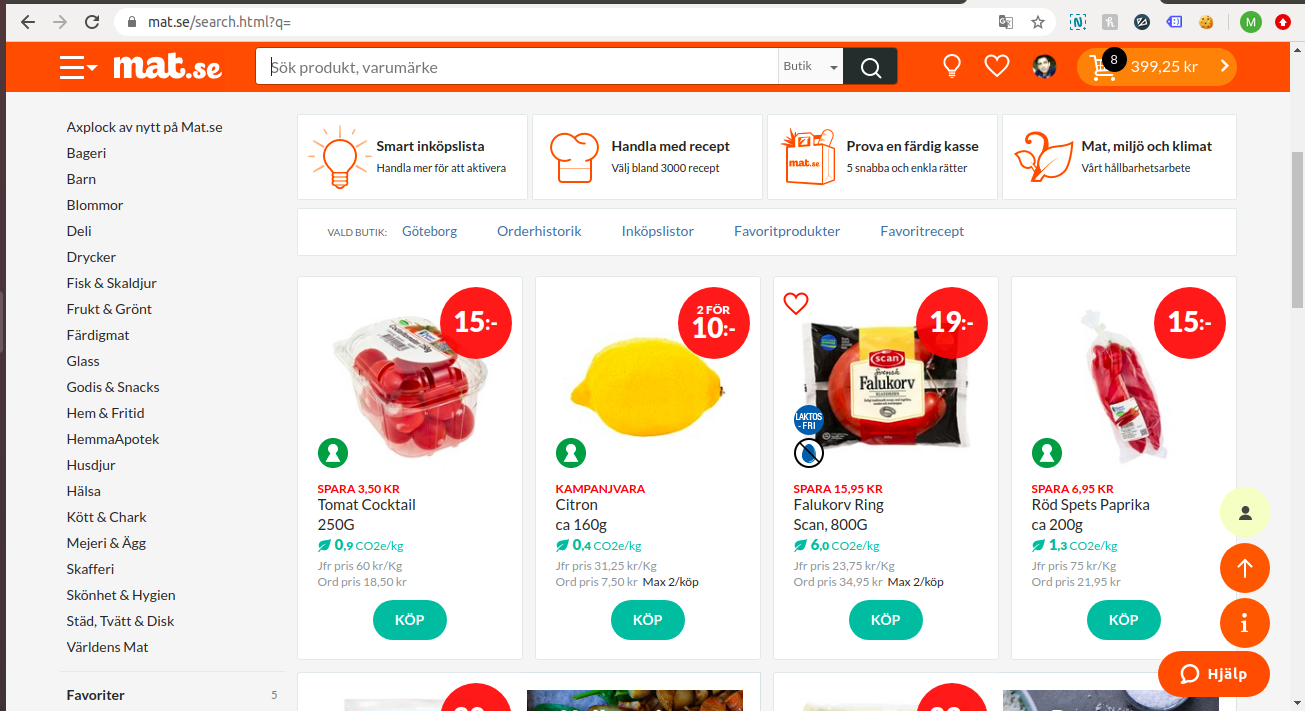 mat.se/search.html?q=
M
mat.se
Sök produkt, varumärke
Butik
8
399,25 kr
Axplock av nytt på Mat.se
Bageri
Barn
Blommor
Deli
Drycker
Fisk & Skaldjur
Frukt & Grönt
Färdigmat
Glass
Godis & Snacks
Hem & Fritid
HemmaApotek
Husdjur
Hälsa
Kött & Chark
Mejeri & Ägg
Skafferi
Skönhet & Hygien
Städ, Tvätt & Disk
Världens Mat
Favoriter 5
Smart inköpslista
Handla mer för att aktivera
Handla med recept
Välj bland 3000 recept
mat.se
Prova en färdig kasse
5 snabba och enkla rätter
Mat, miljö och klimat
Vårt hållbarhetsarbete
VALD BUTIK: Göteborg Orderhistorik Inköpslistor Favoritprodukter Favoritrecept
15:-
SPARA 3,50 KR
Tomat Cocktail
250G
0,9 CO2e/kg
Jfr pris 60 kr/Kg
Ord pris 18,50 kr
KÖP
2 FÖR
10:-
KAMPANJVARA
Citron
ca 160g
0,4 CO2e/kg
Jfr pris 31,25 kr/Kg
Ord pris 7,50 kr Max 2/köp
KÖP
19:-
scan
Svensk
Falukorv
LAKTOS
-FRI
SPARA 15,95 KR
Falukorv Ring
Scan, 800G
6,0 CO2e/kg
Jfr pris 23,75 kr/Kg
Ord pris 34,95 kr Max 2/köp
KÖP
15:-
SPARA 6,95 KR
Röd Spets Paprika
ca 200g
1,3 CO2e/kg
Jfr pris 75 kr/Kg
Ord pris 21,95 kr
KÖP
i
Hjälp